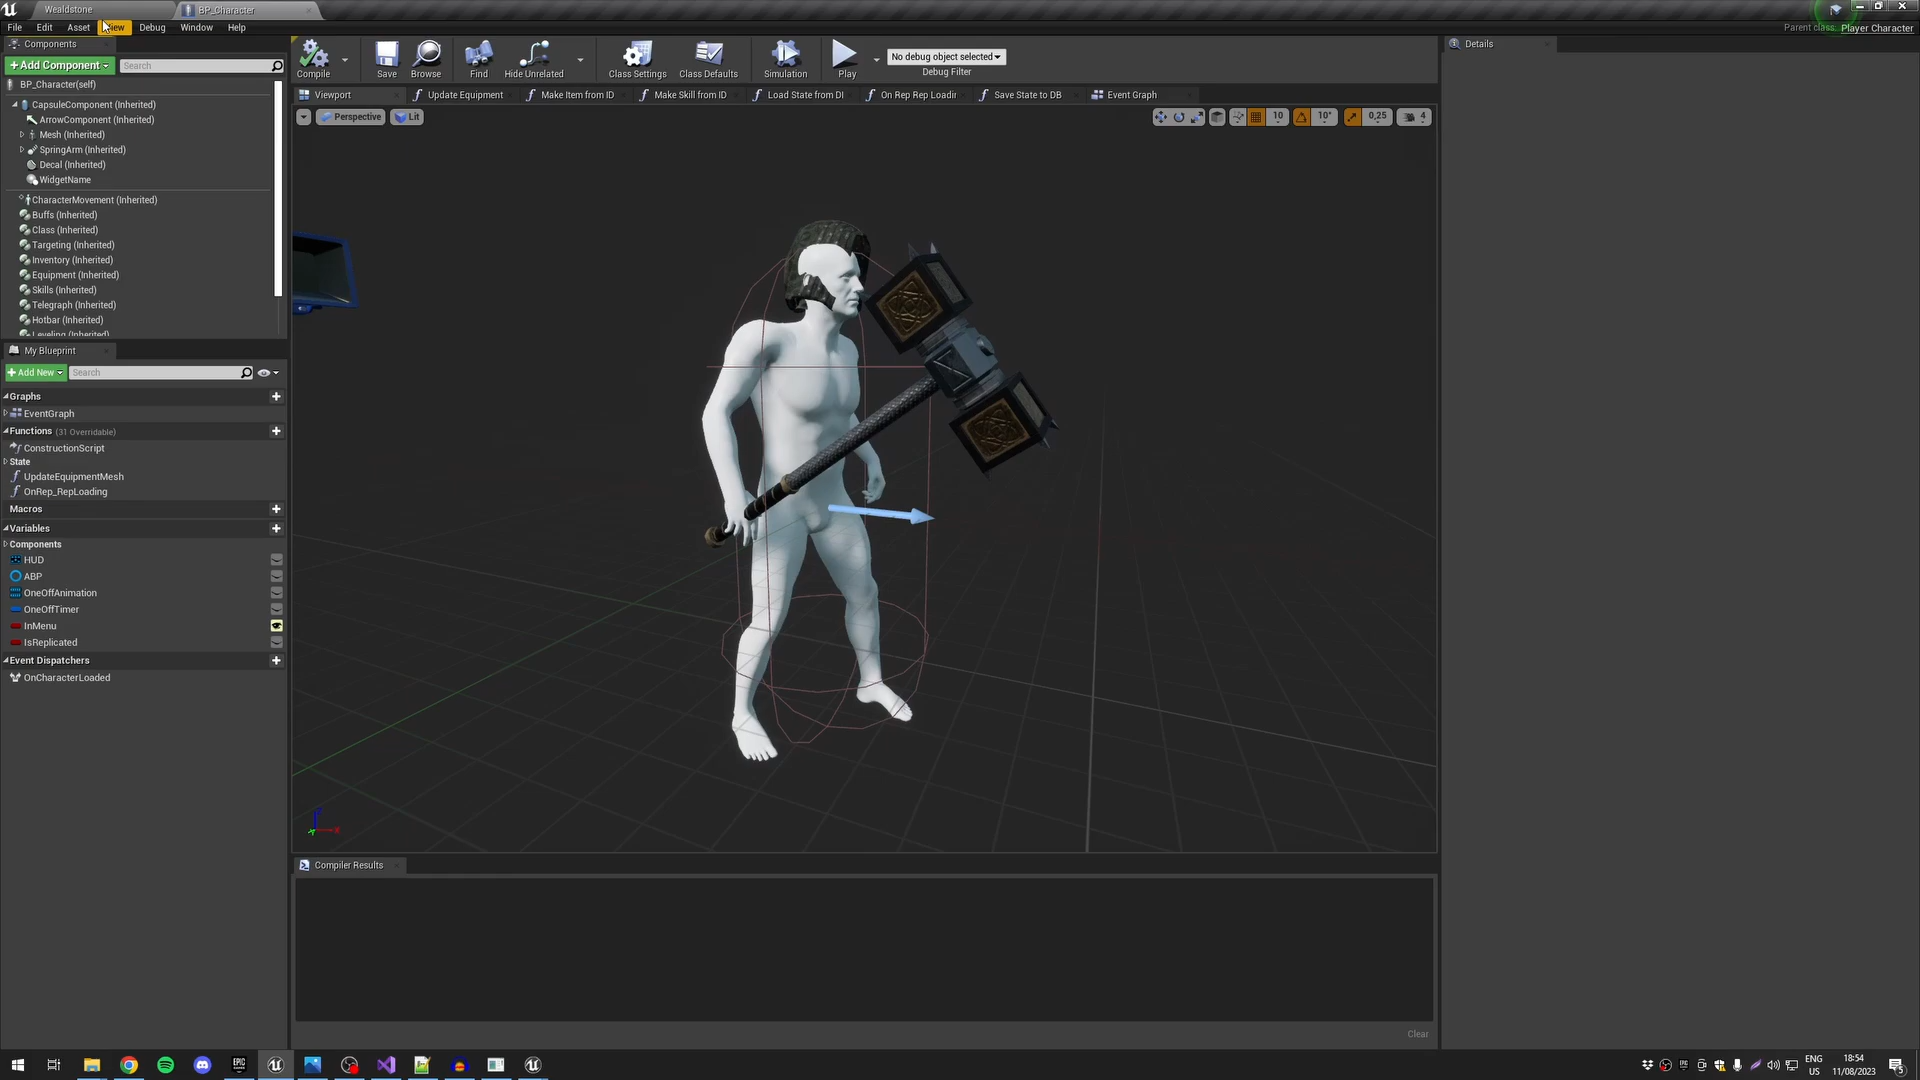 Wealdstone
BP_Character
File Edit Asset View Debug Window Help
Parent class: Player Character
Components
+Add Component
Search
BP_Character(self)
CapsuleComponent (Inherited)
ArrowComponent (Inherited)
Mesh (Inherited)
SpringArm (Inherited)
Decal (Inherited)
WidgetName
CharacterMovement (Inherited)
Buffs (Inherited)
Class (Inherited)
Targeting (Inherited)
Inventory (Inherited)
Equipment (Inherited)
Skills (Inherited)
Telegraph (Inherited)
Hotbar (Inherited)
Leveling (Inherited)
My Blueprint
+Add New
Search
Graphs
EventGraph
Functions (31 Overridable)
ConstructionScript
State
UpdateEquipmentMesh
OnRep_RepLoading
Macros
Variables
Components
HUD
ABP
OneOffAnimation
OneOffTimer
InMenu
IsReplicated
Event Dispatchers
OnCharacterLoaded
Compile
Save
Browse
Find
Hide Unrelated
Class Settings
Class Defaults
Simulation
Play
No debug object selected
Debug Filter
Viewport
Update Equipment
Make Item from ID
Make Skill from ID
Load State from DI
On Rep Rep Loadin
Save State to DB
Event Graph
Perspective
Lit
10
10°
0,25
4
Compiler Results
Clear
Details
EPIC GAMES
ENG
US
18:54
11/08/2023
5